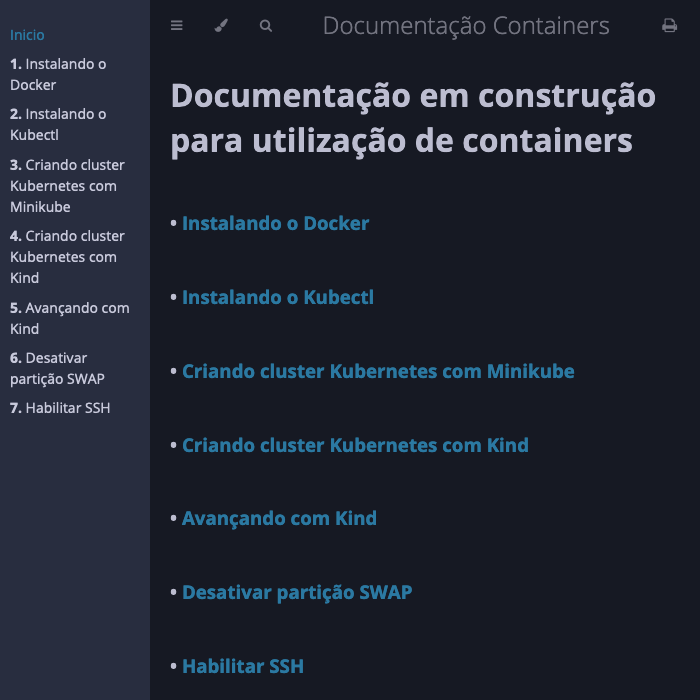 Inicio
1. Instalando o
Docker
2. Instalando o
Kubectl
3. Criando cluster
Kubernetes com
Minikube
4. Criando cluster
Kubernetes com
Kind
5. Avançando com
Kind
6. Desativar
partição SWAP
7. Habilitar SSH
Documentação Containers
Documentação em construção
para utilização de containers
• Instalando o Docker
• Instalando o Kubectl
• Criando cluster Kubernetes com Minikube
• Criando cluster Kubernetes com Kind
• Avançando com Kind
• Desativar partição SWAP
• Habilitar SSH